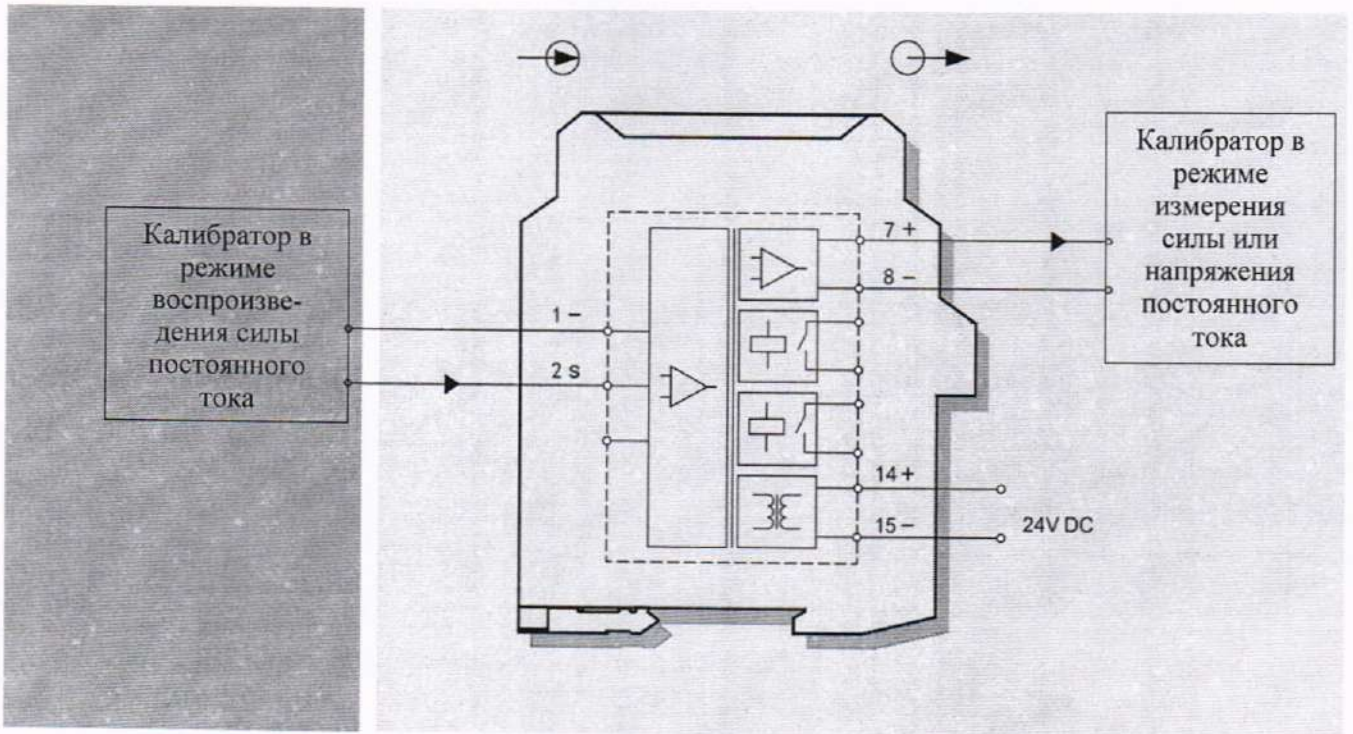 Калибратор в
режиме
воспроизве-
дения силы
постоянного
тока
1 –
2 s
7 +
8 –
14 +
15 –
24V DC
Калибратор в
режиме
измерения
силы или
напряжения
постоянного
тока